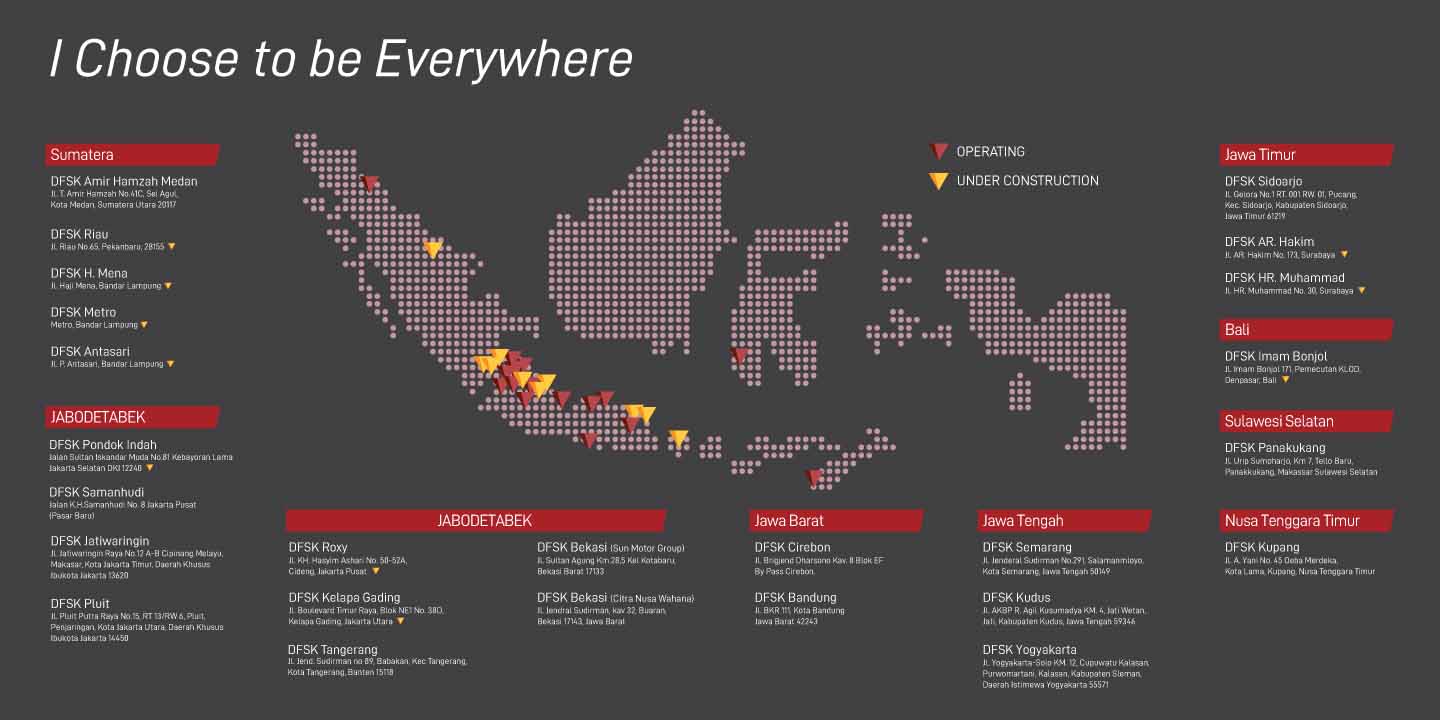 I Choose to be Everywhere
OPERATING
UNDER CONSTRUCTION
Sumatera
DFSK Amir Hamzah Medan
Jl. T. Amir Hamzah No.41C, Sei Agul,
Kota Medan, Sumatera Utara 20117
DFSK Riau
Jl. Riau No.65, Pekanbaru, 28155
DFSK H. Mena
Jl. Haji Mena, Bandar Lampung
DFSK Metro
Metro, Bandar Lampung
DFSK Antasari
Jl. P. Antasari, Bandar Lampung
JABODETABEK
DFSK Pondok Indah
Jalan Sultan Iskandar Muda No.81 Kebayoran Lama
Jakarta Selatan DKI 12240
DFSK Samanhudi
Jalan K.H.Samanhudi No. 8 Jakarta Pusat
(Pasar Baru)
DFSK Jatiwaringin
Jl. Jatiwaringin Raya No.12 A-B Cipinang Melayu,
Makasar, Kota Jakarta Timur, Daerah Khusus
Ibukota Jakarta 13620
DFSK Pluit
Jl. Pluit Putra Raya No.15, RT 13/RW 6, Pluit,
Penjaringan, Kota Jakarta Utara, Daerah Khusus
Ibukota Jakarta 14450
JABODETABEK
DFSK Roxy
Jl. KH. Hasyim Ashari No. 50-52A,
Cideng, Jakarta Pusat
DFSK Kelapa Gading
Jl. Boulevard Timur Raya, Blok NE1 No. 38D,
Kelapa Gading, Jakarta Utara
DFSK Tangerang
Jl. Jend. Sudirman no 89, Babakan, Kec Tangerang,
Kota Tangerang, Banten 15118
DFSK Bekasi (Sun Motor Group)
Jl. Sultan Agung Km.28,5 Kel Kotabaru,
Bekasi Barat 17133
DFSK Bekasi (Citra Nusa Wahana)
Jl. Jendral Sudirman, kav 32, Buaran,
Bekasi 17143, Jawa Barat
Jawa Barat
DFSK Cirebon
Jl. Brigjend Dharsono Kav. 8 Blok EF
By Pass Cirebon.
DFSK Bandung
Jl. BKR 111, Kota Bandung
Jawa Barat 42243
Jawa Tengah
DFSK Semarang
Jl. Jenderal Sudirman No.291, Salamanmloyo,
Kota Semarang, Jawa Tengah 50149
DFSK Kudus
Jl. AKBP R. Agil, Kusumadya KM. 4, Jati Wetan,
Jati, Kabupaten Kudus, Jawa Tengah 59346
DFSK Yogyakarta
Jl. Yogyakarta-Solo KM. 12, Cupuwatu Kalasan,
Purwomartani, Kalasan, Kabupaten Sleman,
Daerah Istimewa Yogyakarta 55571
Jawa Timur
DFSK Sidoarjo
Jl. Gelora No.1 RT. 001 RW. 01, Pucang,
Kec. Sidoarjo, Kabupaten Sidoarjo,
Jawa Timur 61219
DFSK AR. Hakim
Jl. AR. Hakim No. 173, Surabaya
DFSK HR. Muhammad
Jl. HR. Muhammad No. 30, Surabaya
Bali
DFSK Imam Bonjol
Jl. Imam Bonjol 171, Pemecutan KLOD,
Denpasar, Bali
Sulawesi Selatan
DFSK Panakukang
Jl. Urip Sumoharjo, Km 7, Tello Baru,
Panakkukang, Makassar Sulawesi Selatan
Nusa Tenggara Timur
DFSK Kupang
Jl. A. Yani No. 45 Oeba Merdeka,
Kota Lama, Kupang, Nusa Tenggara Timur